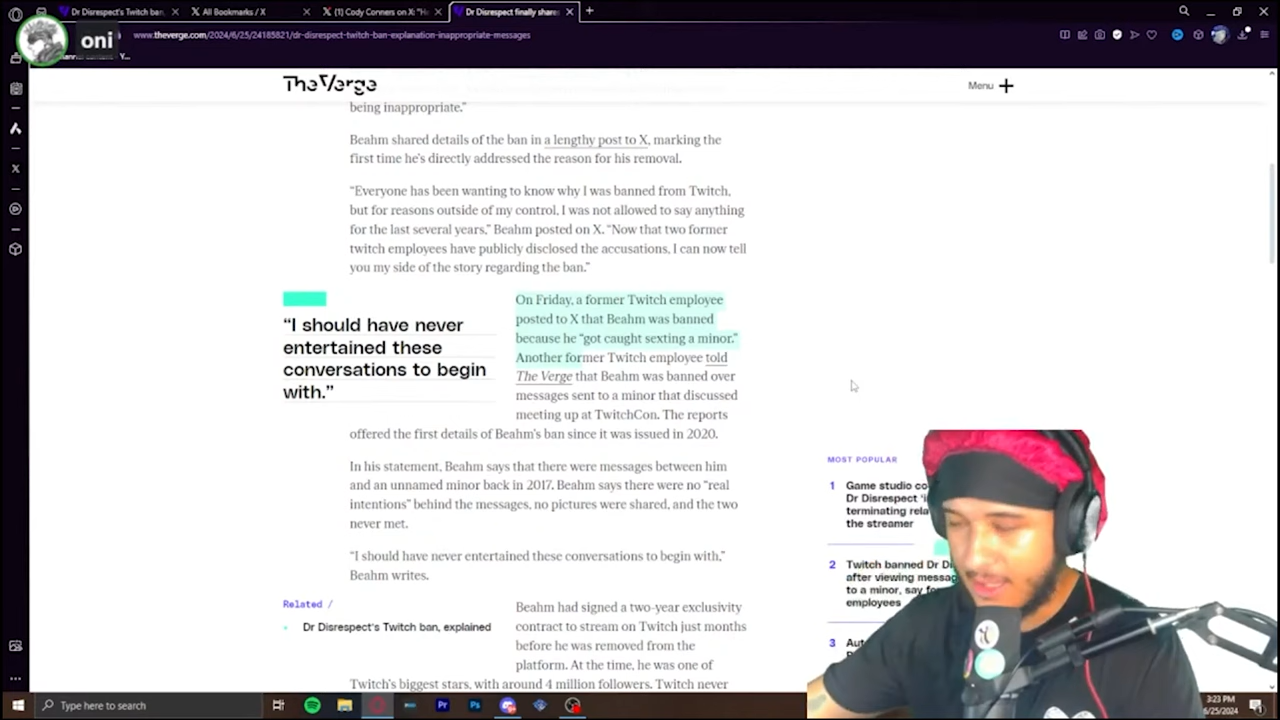 Dr Disrespect's Twitch ban,
All Bookmarks / X
(1) Cody Conners on X: "He
Dr Disrespect finally share
oni
www.theverge.com/2024/6/25/24185821/dr-disrespect-twitch-ban-explanation-inappropriate-messages
The Verge
Menu
being inappropriate."
Beahm shared details of the ban in a lengthy post to X, marking the
first time he's directly addressed the reason for his removal.
“Everyone has been wanting to know why I was banned from Twitch,
but for reasons outside of my control, I was not allowed to say anything
for the last several years,” Beahm posted on X. “Now that two former
twitch employees have publicly disclosed the accusations, I can now tell
you my side of the story regarding the ban.”
“I should have never
entertained these
conversations to begin
with.”
On Friday, a former Twitch employee
posted to X that Beahm was banned
because he “got caught sexting a minor.”
Another former Twitch employee told
The Verge that Beahm was banned over
messages sent to a minor that discussed
meeting up at TwitchCon. The reports
offered the first details of Beahm's ban since it was issued in 2020.
In his statement, Beahm says that there were messages between him
and an unnamed minor back in 2017. Beahm says there were no “real
intentions” behind the messages, no pictures were shared, and the two
never met.
“I should have never entertained these conversations to begin with,”
Beahm writes.
Related /
Dr Disrespect's Twitch ban, explained
Beahm had signed a two-year exclusivity
contract to stream on Twitch just months
before he was removed from the
platform. At the time, he was one of
Twitch's biggest stars, with around 4 million followers. Twitch never
MOST POPULAR
1 Game studio co
Dr Disrespect 'i
terminating rela
the streamer
2 Twitch banned Dr Di
after viewing messag
to a minor, say fo
employees
3 Aut
Type here to search
3:23 PM
6/25/2024